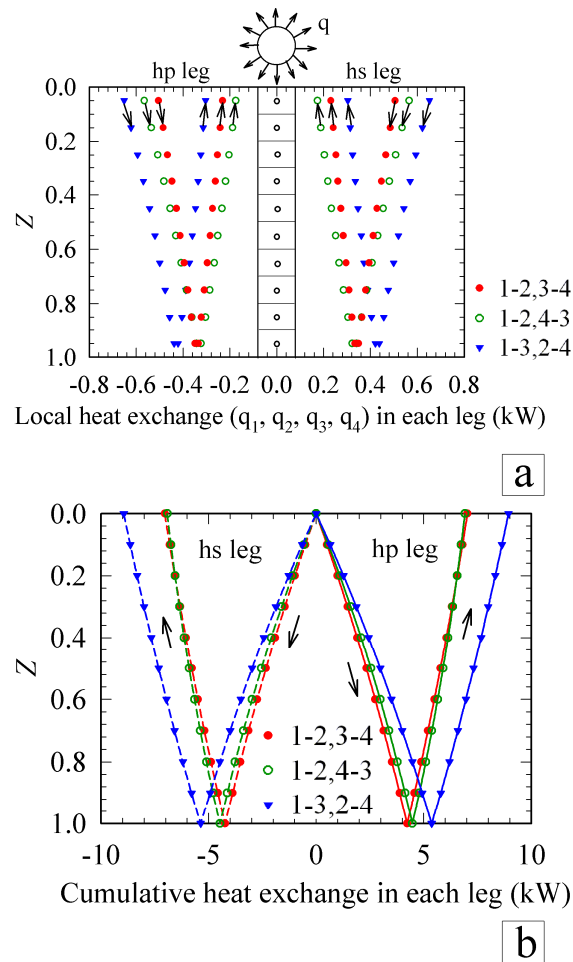 q
hp leg
hs leg
0.0
0.2
0.4
0.6
0.8
1.0
Z
-0.8 -0.6 -0.4 -0.2 0.0 0.2 0.4 0.6 0.8
Local heat exchange (q1, q2, q3, q4) in each leg (kW)
1-2,3-4
1-2,4-3
1-3,2-4
a
0.0
0.2
0.4
0.6
0.8
1.0
Z
hs leg
hp leg
1-2,3-4
1-2,4-3
1-3,2-4
-10 -5 0 5 10
Cumulative heat exchange in each leg (kW)
b